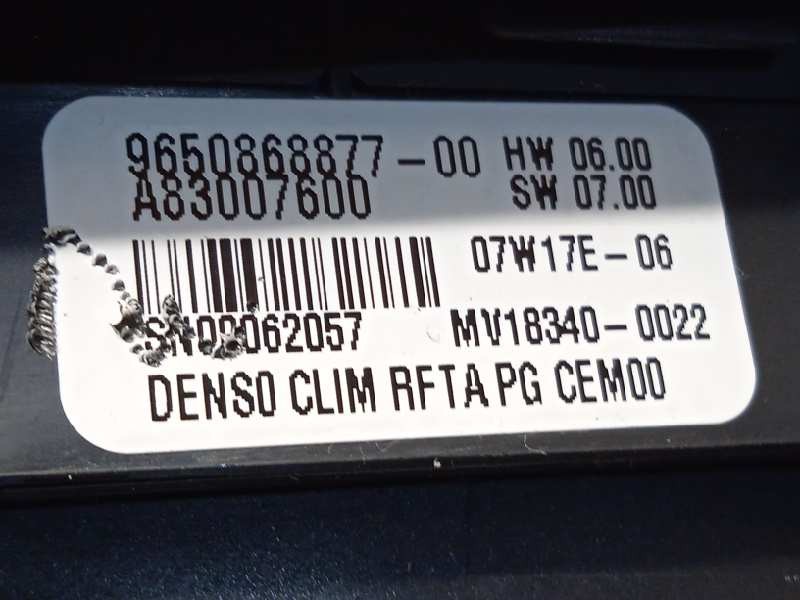 9650868877-00 HW 06.00
A83007600 SW 07.00
07W17E-06
MV18340-0022
DENSO CLIM RFTA PG CEM00